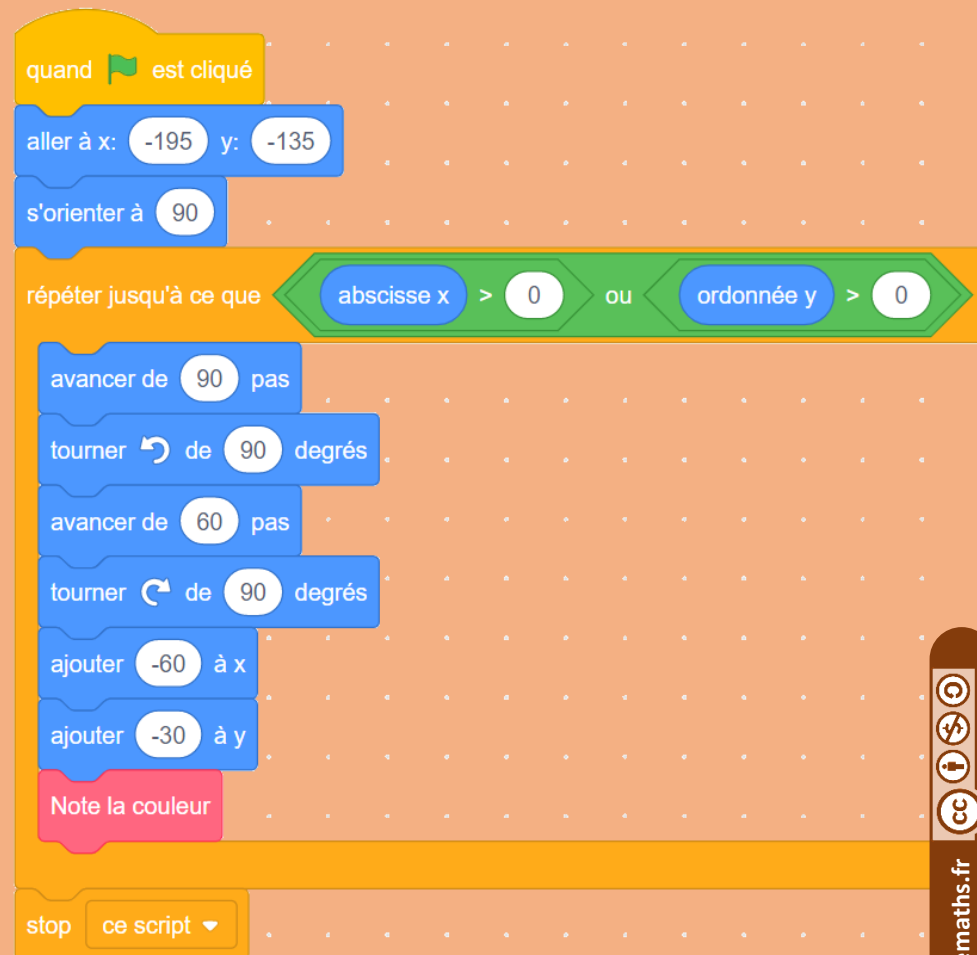 quand est cliqué
aller à x: -195 y: -135
s'orienter à 90
répéter jusqu'à ce que abscisse x > 0 ou ordonnée y > 0
avancer de 90 pas
tourner de 90 degrés
avancer de 60 pas
tourner de 90 degrés
ajouter -60 à x
ajouter -30 à y
Note la couleur
stop ce script
cc
emaths.fr